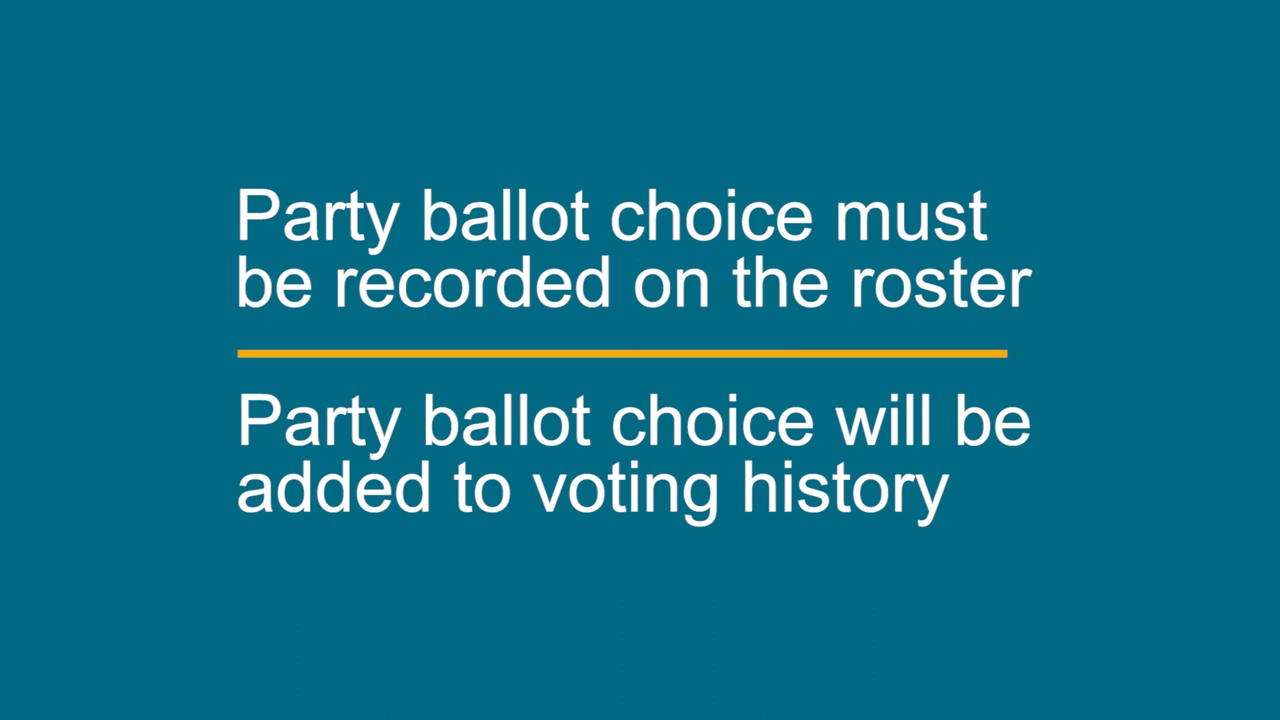 Party ballot choice must
be recorded on the roster
Party ballot choice will be
added to voting history